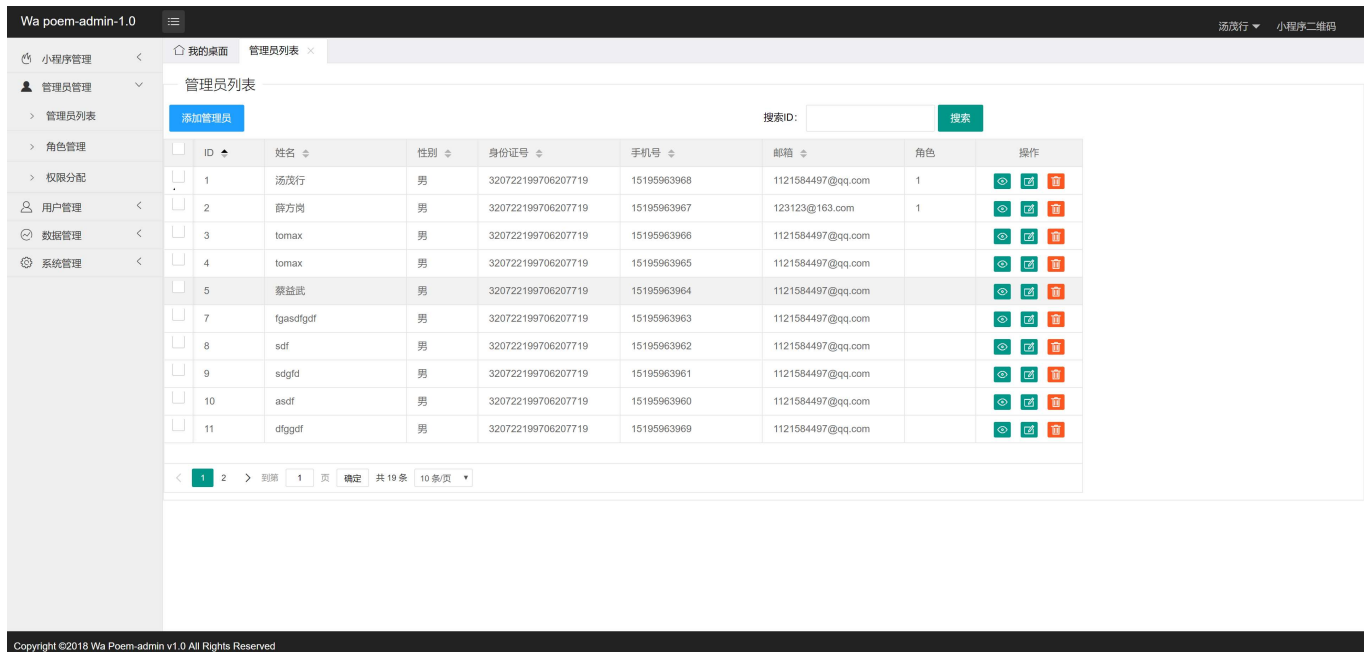 Wa poem-admin-1.0 汤茂行 小程序二维码
小程序管理 我的桌面 管理员列表
管理员管理 管理员列表
管理员列表 添加管理员 搜索ID: 搜索
角色管理 ID 姓名 性别 身份证号 手机号 邮箱 角色 操作
权限分配 1 汤茂行 男 320722199706207719 15195963968 1121584497@qq.com 1
用户管理 2 薛方岗 男 320722199706207719 15195963967 123123@163.com 1
数据管理 3 tomax 男 320722199706207719 15195963966 1121584497@qq.com
系统管理 4 tomax 男 320722199706207719 15195963965 1121584497@qq.com
5 蔡益武 男 320722199706207719 15195963964 1121584497@qq.com
7 fgasdfgdf 男 320722199706207719 15195963963 1121584497@qq.com
8 sdf 男 320722199706207719 15195963962 1121584497@qq.com
9 sdgfd 男 320722199706207719 15195963961 1121584497@qq.com
10 asdf 男 320722199706207719 15195963960 1121584497@qq.com
11 dfggdf 男 320722199706207719 15195963969 1121584497@qq.com
1 2 到第 1 页 确定 共 19 条 10 条/页
Copyright ©2018 Wa Poem-admin v1.0 All Rights Reserved